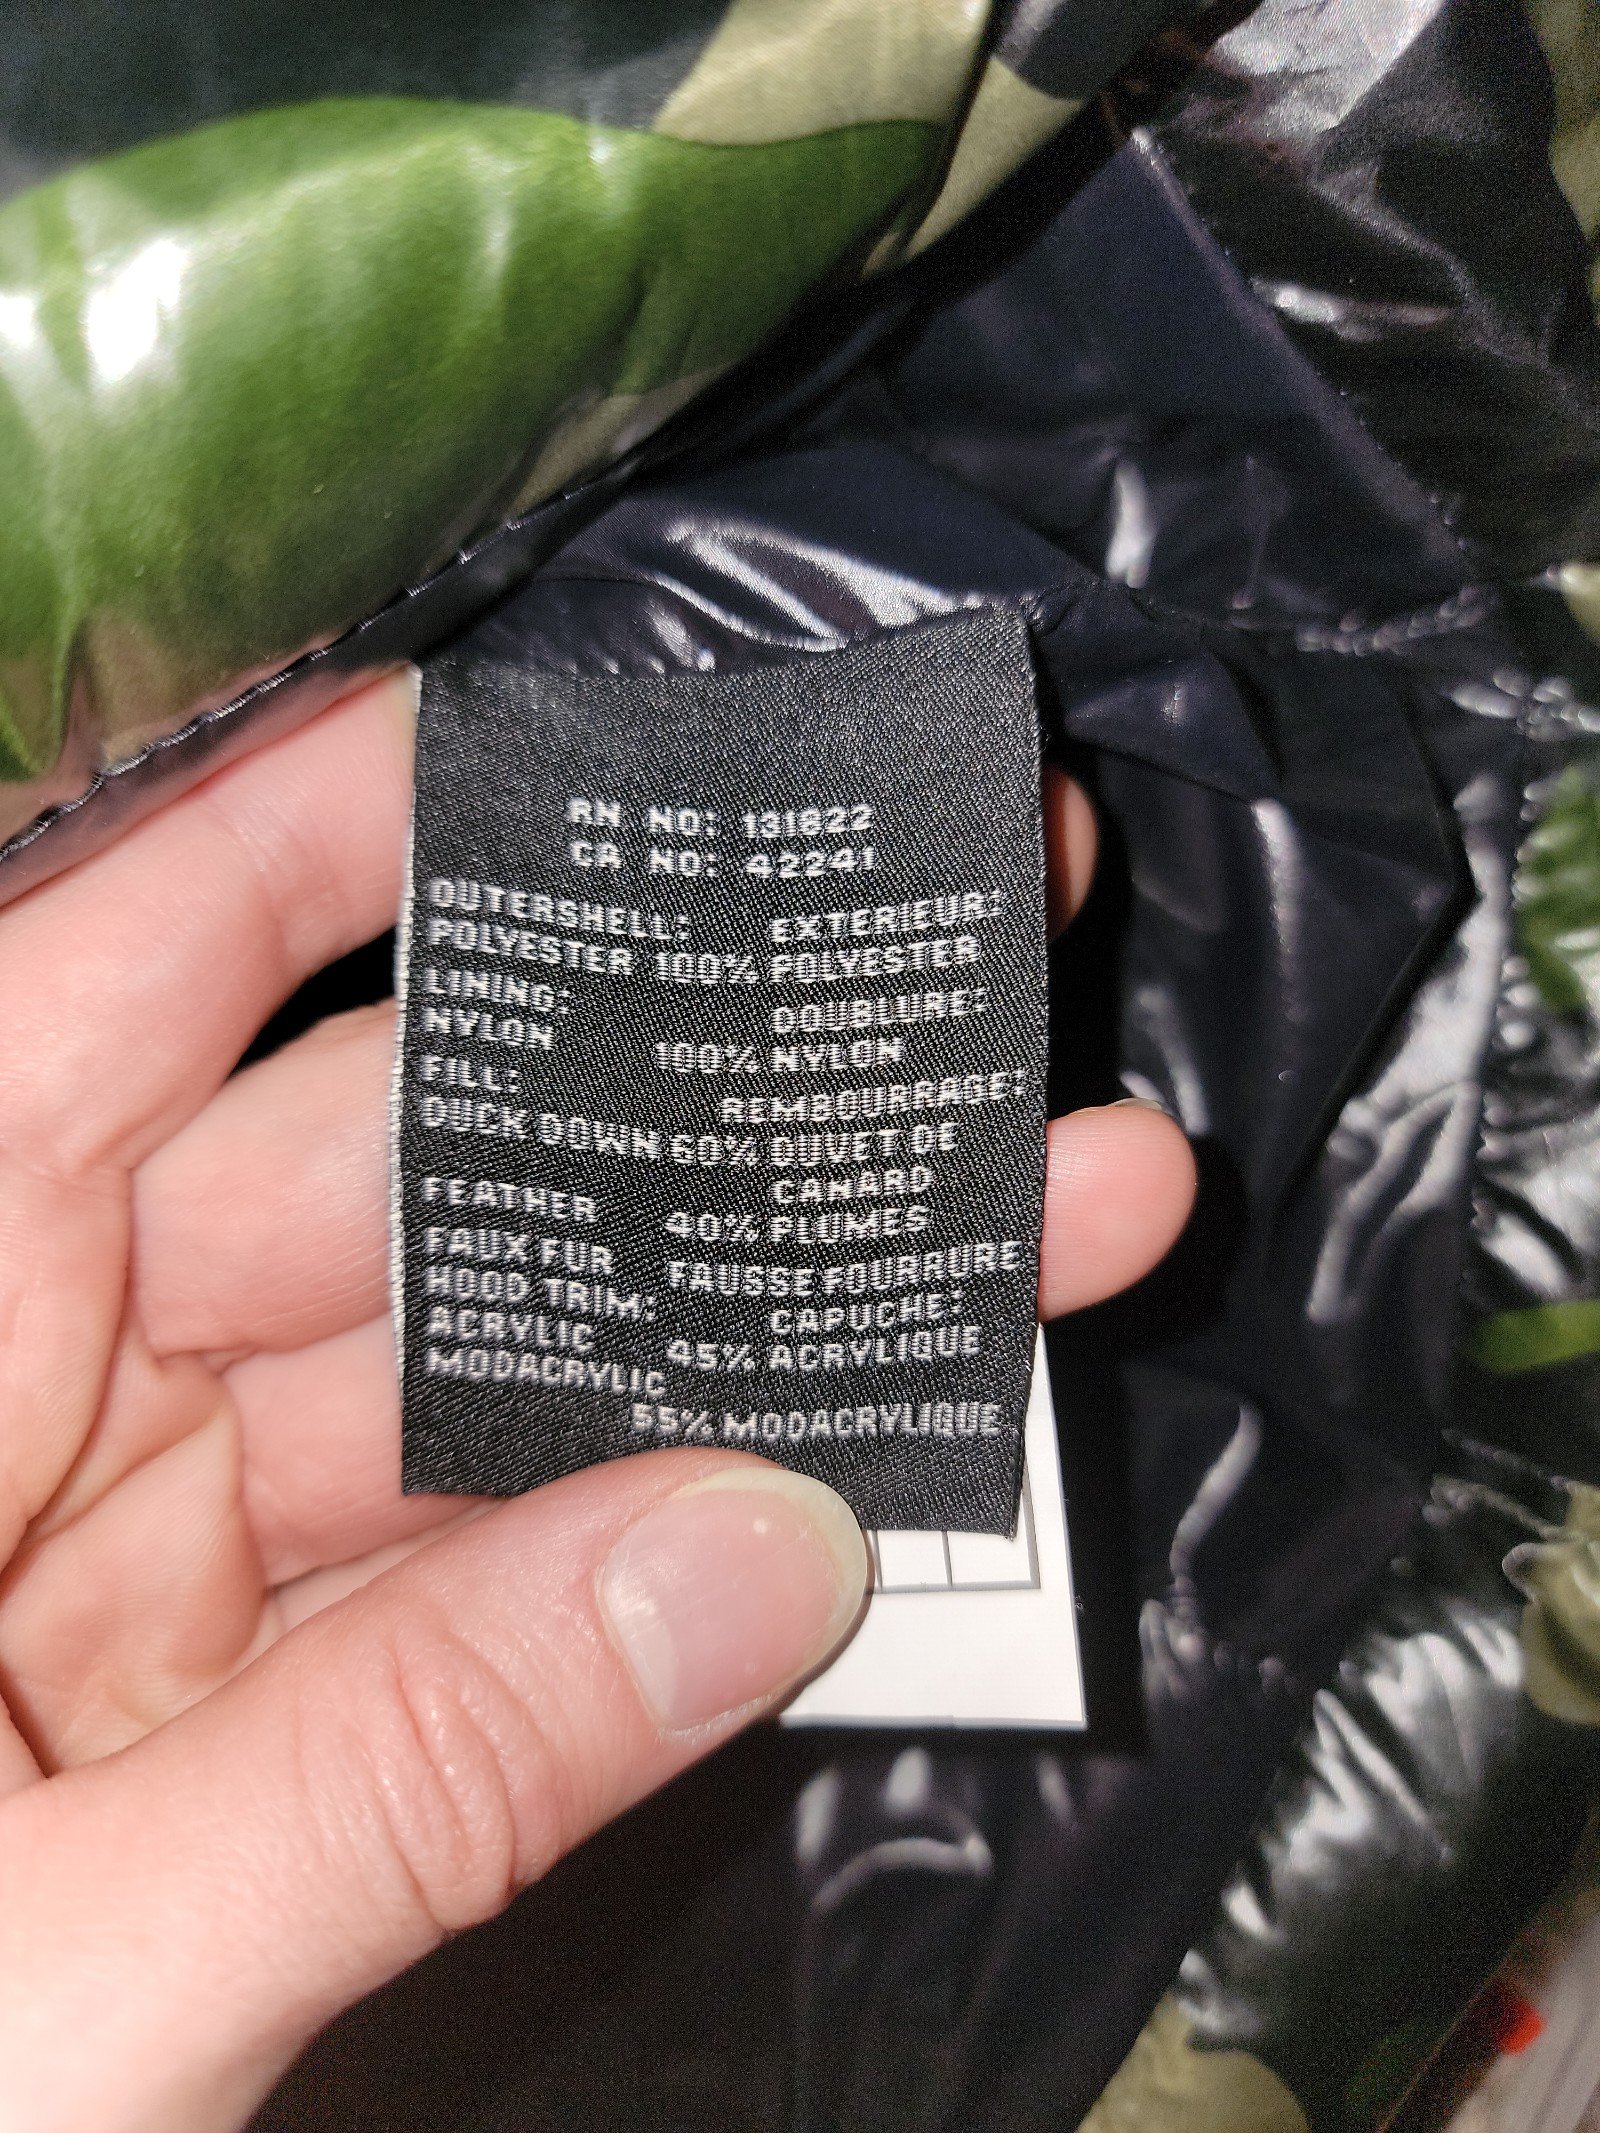 RN NO: 131822
CA NO: 42241
OUTERSHELL: EXTERIEUR:
POLYESTER 100% POLYESTER
LINING: DOUBLURE:
NYLON 100% NYLON
FILL: REMBOURRAGE:
DUCK DOWN 60% DUVET DE
CANARD
FEATHER 40% PLUMES
FAUX FUR FAUSSE FOURRURE
HOOD TRIM: CAPUCHE:
ACRYLIC 45% ACRYLIQUE
MODACRYLIC
55% MODACRYLIQUE